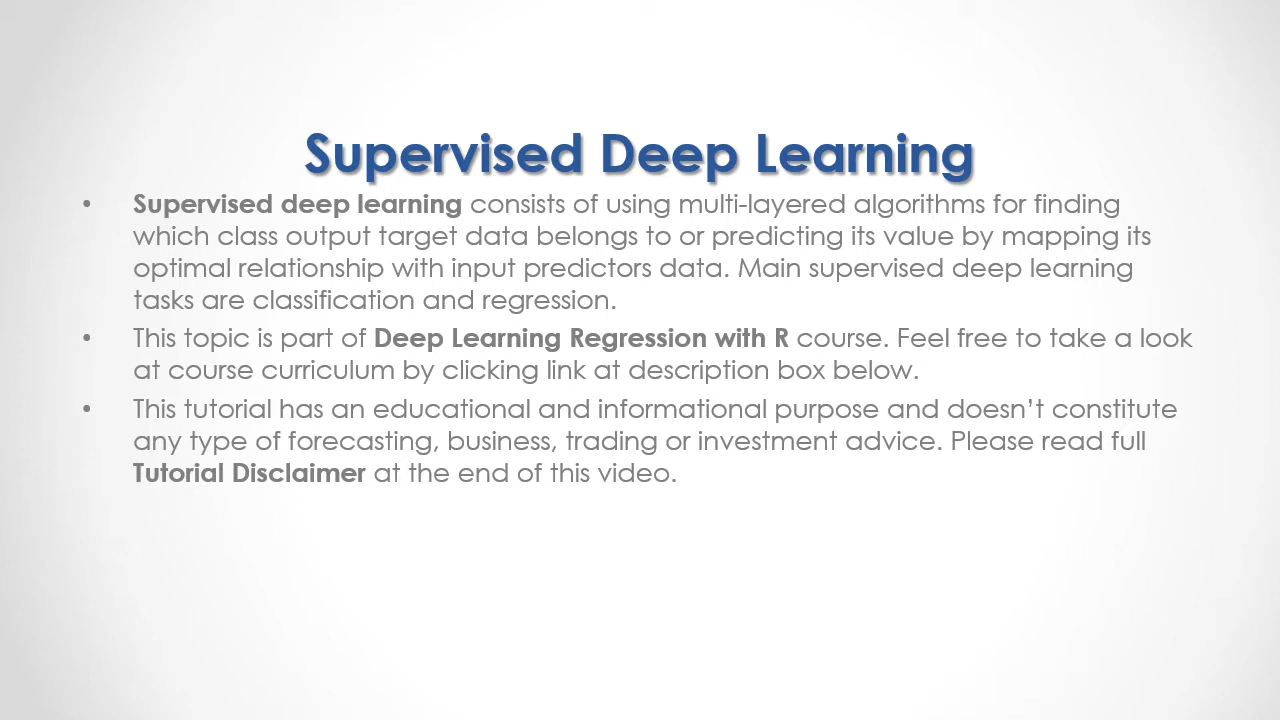 Supervised Deep Learning
• Supervised deep learning consists of using multi-layered algorithms for finding
which class output target data belongs to or predicting its value by mapping its
optimal relationship with input predictors data. Main supervised deep learning
tasks are classification and regression.
• This topic is part of Deep Learning Regression with R course. Feel free to take a look
at course curriculum by clicking link at description box below.
• This tutorial has an educational and informational purpose and doesn’t constitute
any type of forecasting, business, trading or investment advice. Please read full
Tutorial Disclaimer at the end of this video.